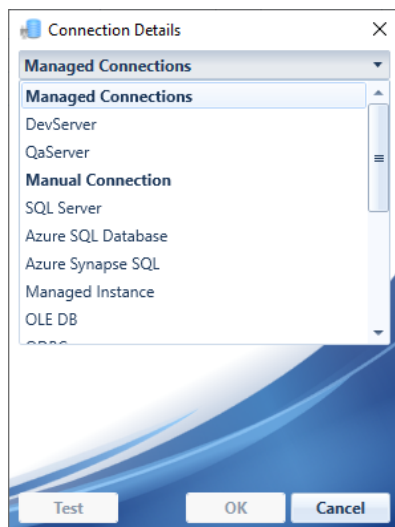 Connection Details
Managed Connections
Managed Connections
DevServer
QaServer
Manual Connection
SQL Server
Azure SQL Database
Azure Synapse SQL
Managed Instance
OLE DB
Test OK Cancel